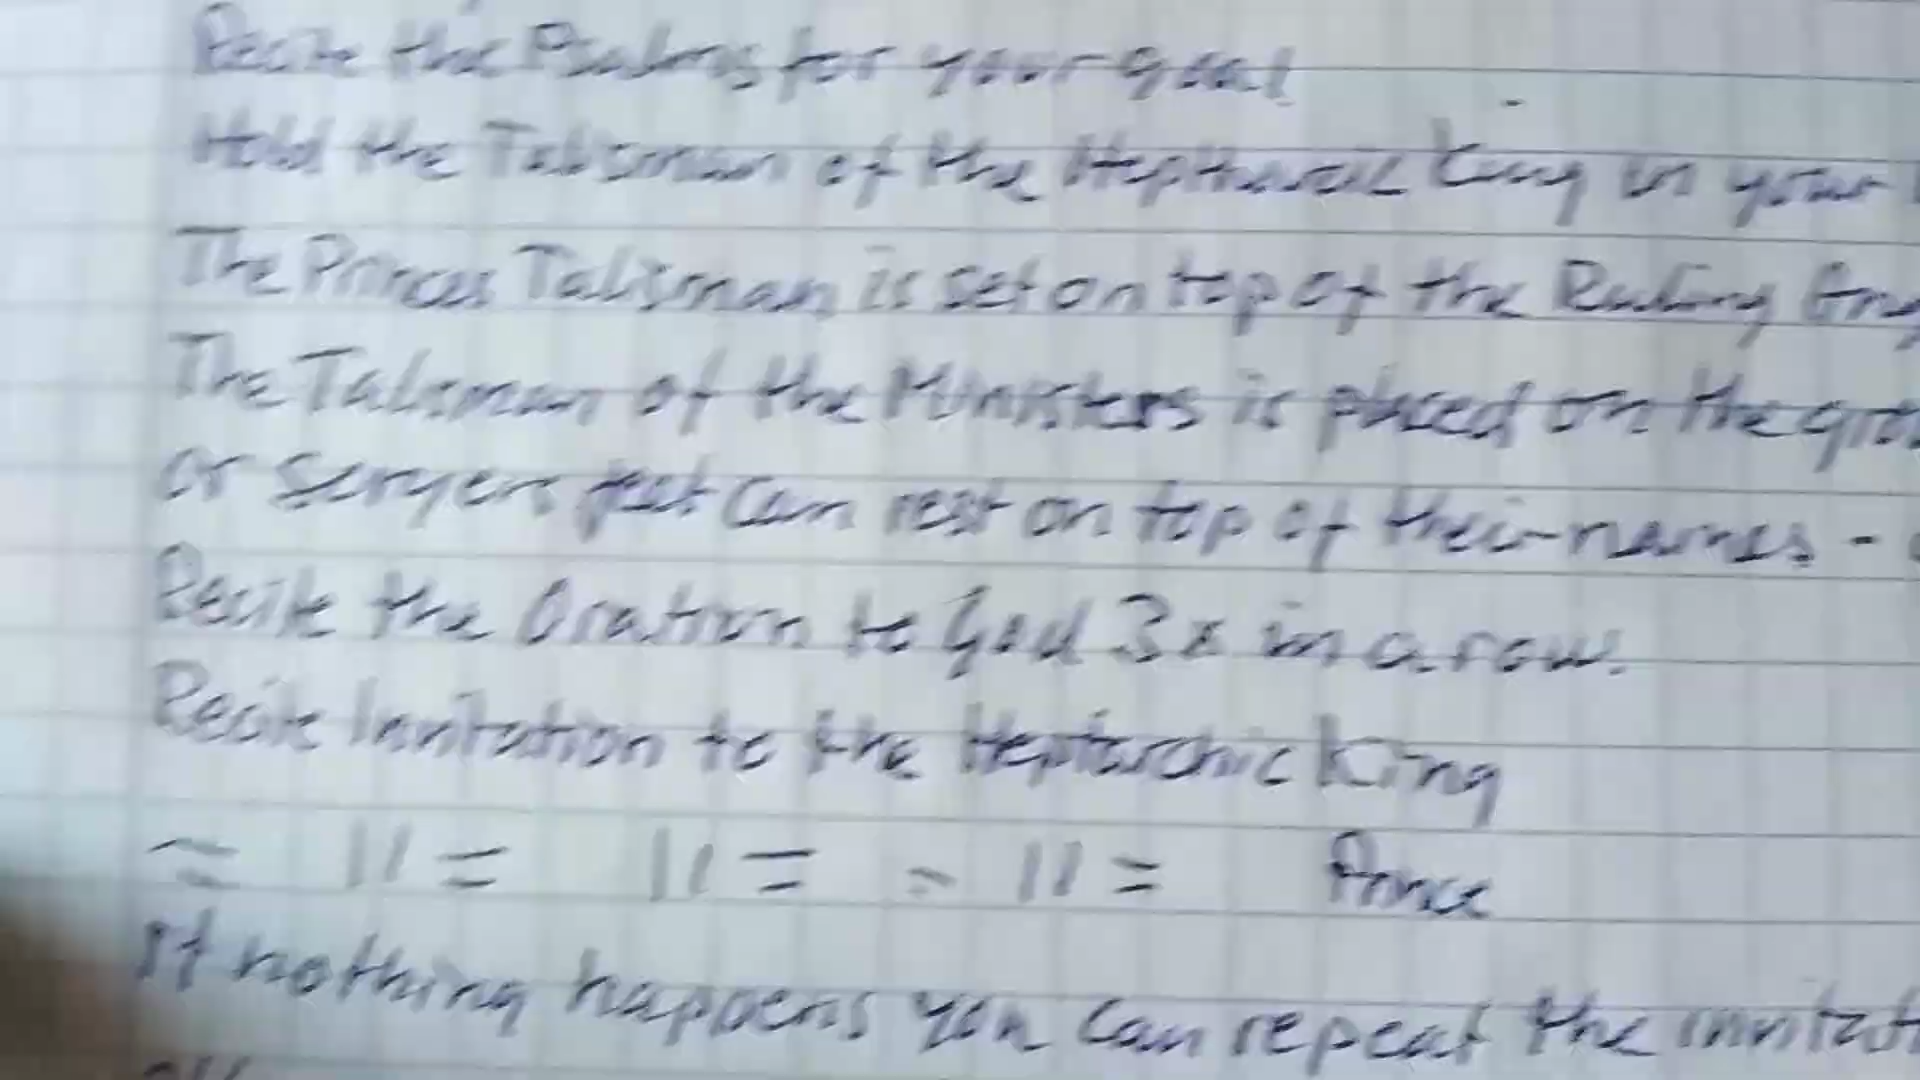 Recite the Psalms for your goal
Hold the Talisman of the Heptarchic King in your
The Princes Talisman is set on top of the Ruling
The Talisman of the Ministers is placed on the
or scryers feet can rest on top of their names -
Recite the Oration to God 3x in a row.
Recite Invitation to the Heptarchic King
= 11 = 11 = - 11 = Prince
If nothing happens you can repeat the